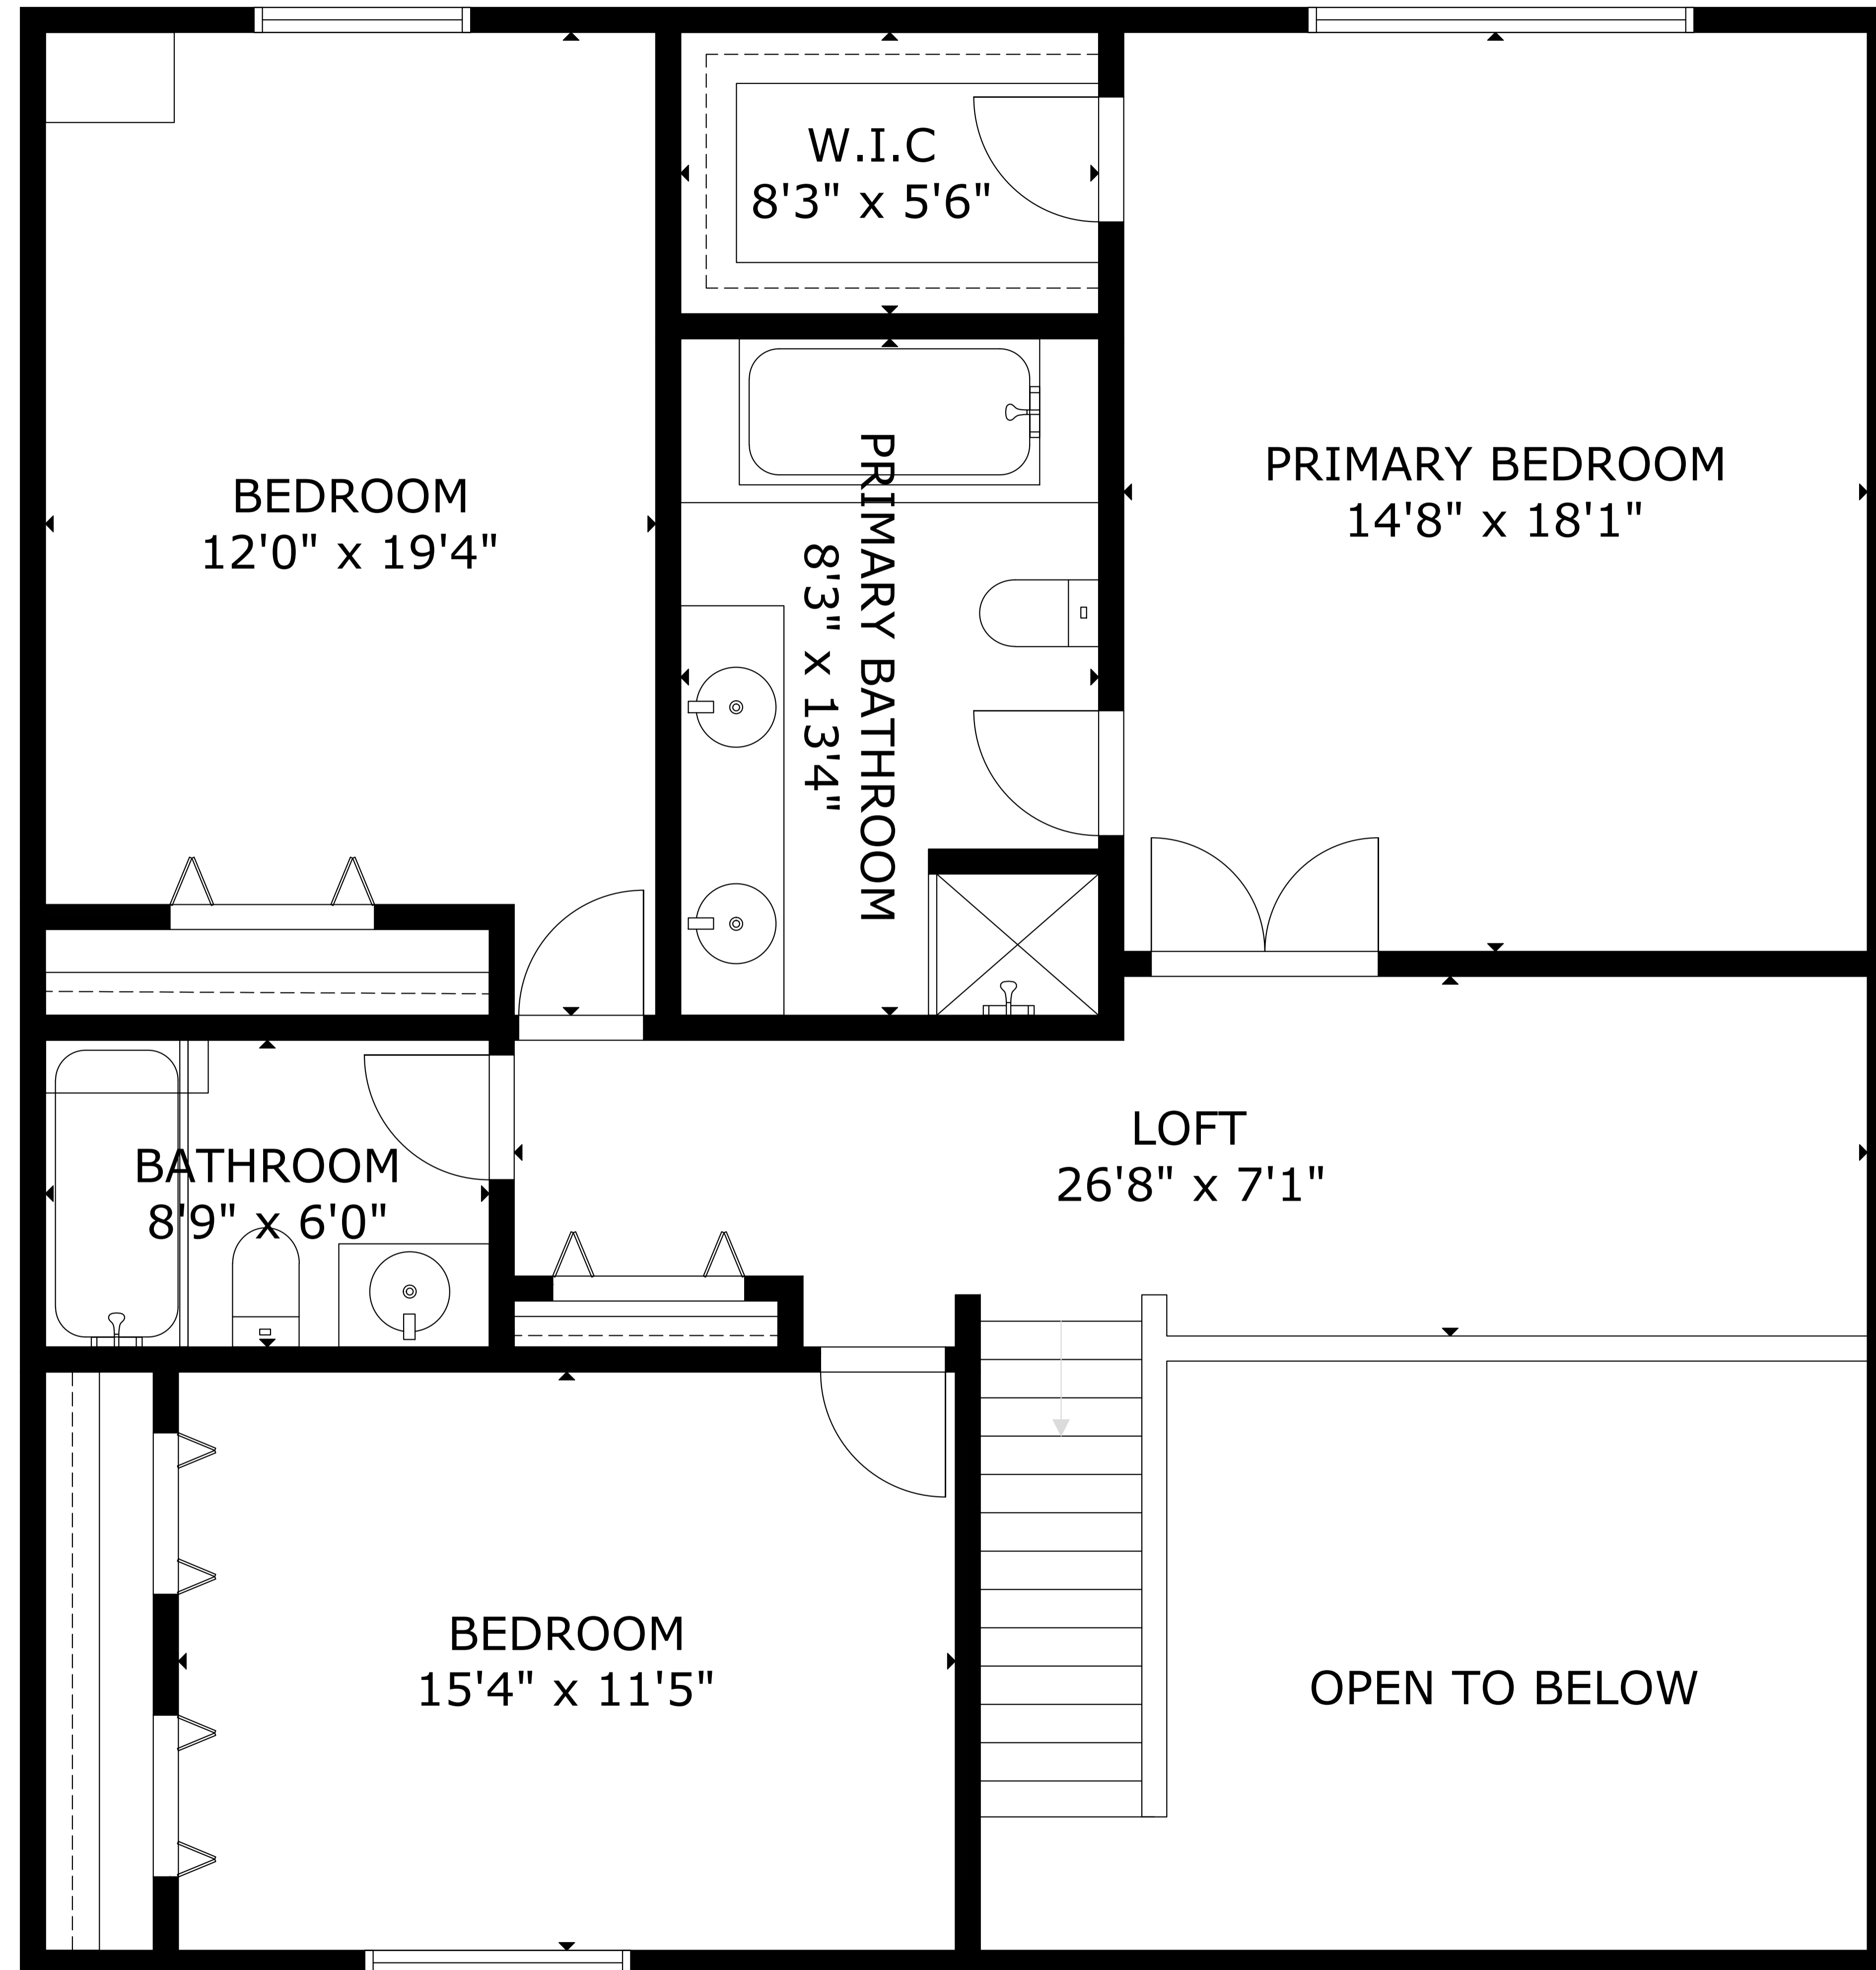 W.I.C
8'3" x 5'6"
BEDROOM
12'0" x 19'4"
PRIMARY BATHROOM
8'3" x 13'4"
PRIMARY BEDROOM
14'8" x 18'1"
LOFT
26'8" x 7'1"
BATHROOM
8'9" x 6'0"
BEDROOM
15'4" x 11'5"
OPEN TO BELOW